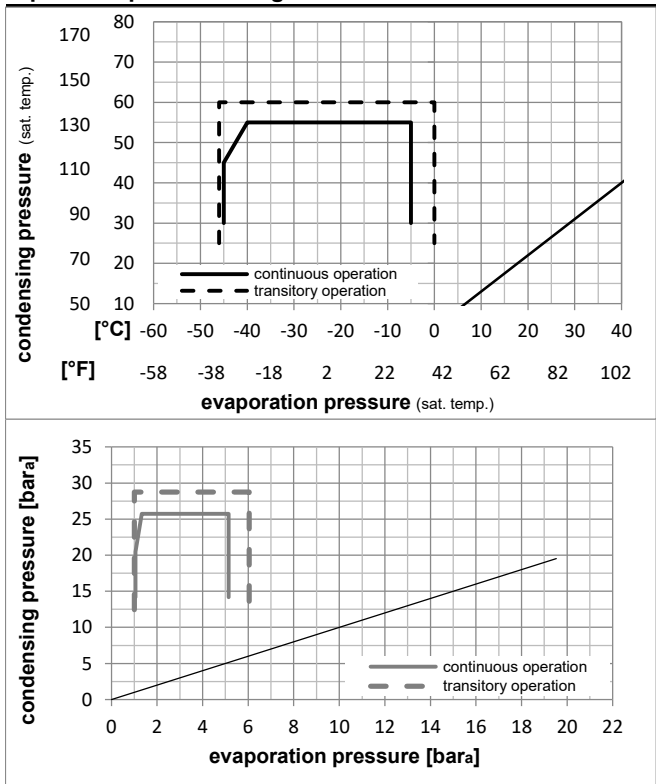 170 80
150 70
60
130 50
110 40
90 30
70 20
50 10
condensing pressure (sat. temp.)
continuous operation
transitory operation
[°C] -60 -50 -40 -30 -20 -10 0 10 20 30 40
[°F] -58 -38 -18 2 22 42 62 82 102
evaporation pressure (sat. temp.)
35
30
25
20
15
10
5
0
condensing pressure [bara]
continuous operation
transitory operation
0 2 4 6 8 10 12 14 16 18 20 22
evaporation pressure [bara]